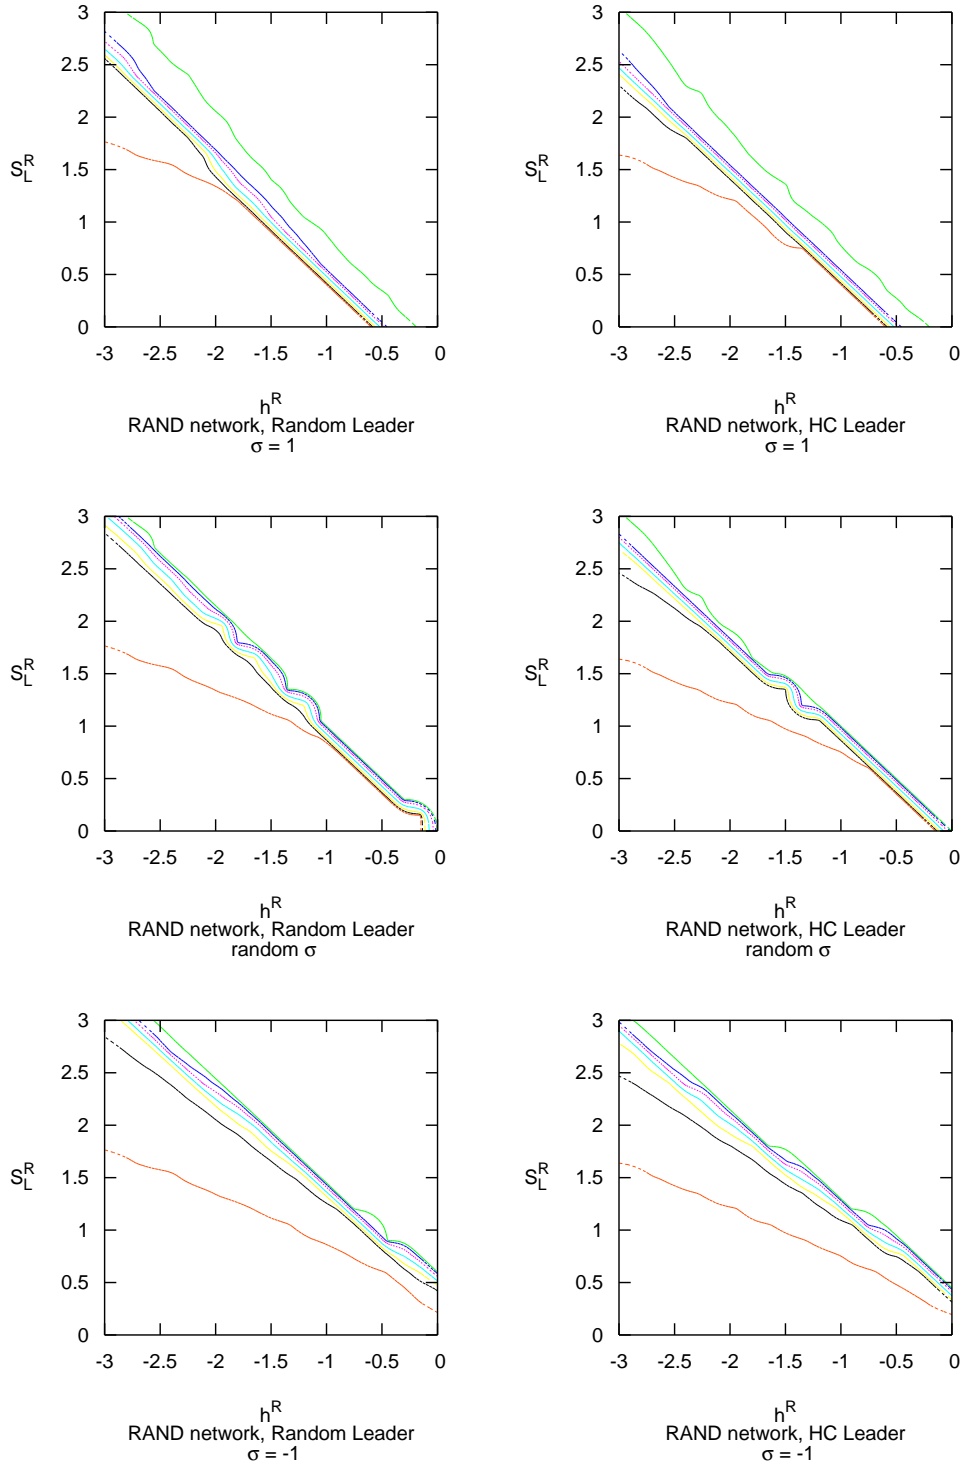 3 3
2.5 2.5
2 2
S_L^R 1.5 S_L^R 1.5
1 1
0.5 0.5
0 0
-3 -2.5 -2 -1.5 -1 -0.5 0 -3 -2.5 -2 -1.5 -1 -0.5 0
h^R h^R
RAND network, Random Leader RAND network, HC Leader
σ = 1 σ = 1
3 3
2.5 2.5
2 2
S_L^R 1.5 S_L^R 1.5
1 1
0.5 0.5
0 0
-3 -2.5 -2 -1.5 -1 -0.5 0 -3 -2.5 -2 -1.5 -1 -0.5 0
h^R h^R
RAND network, Random Leader RAND network, HC Leader
random σ random σ
3 3
2.5 2.5
2 2
S_L^R 1.5 S_L^R 1.5
1 1
0.5 0.5
0 0
-3 -2.5 -2 -1.5 -1 -0.5 0 -3 -2.5 -2 -1.5 -1 -0.5 0
h^R h^R
RAND network, Random Leader RAND network, HC Leader
σ = -1 σ = -1